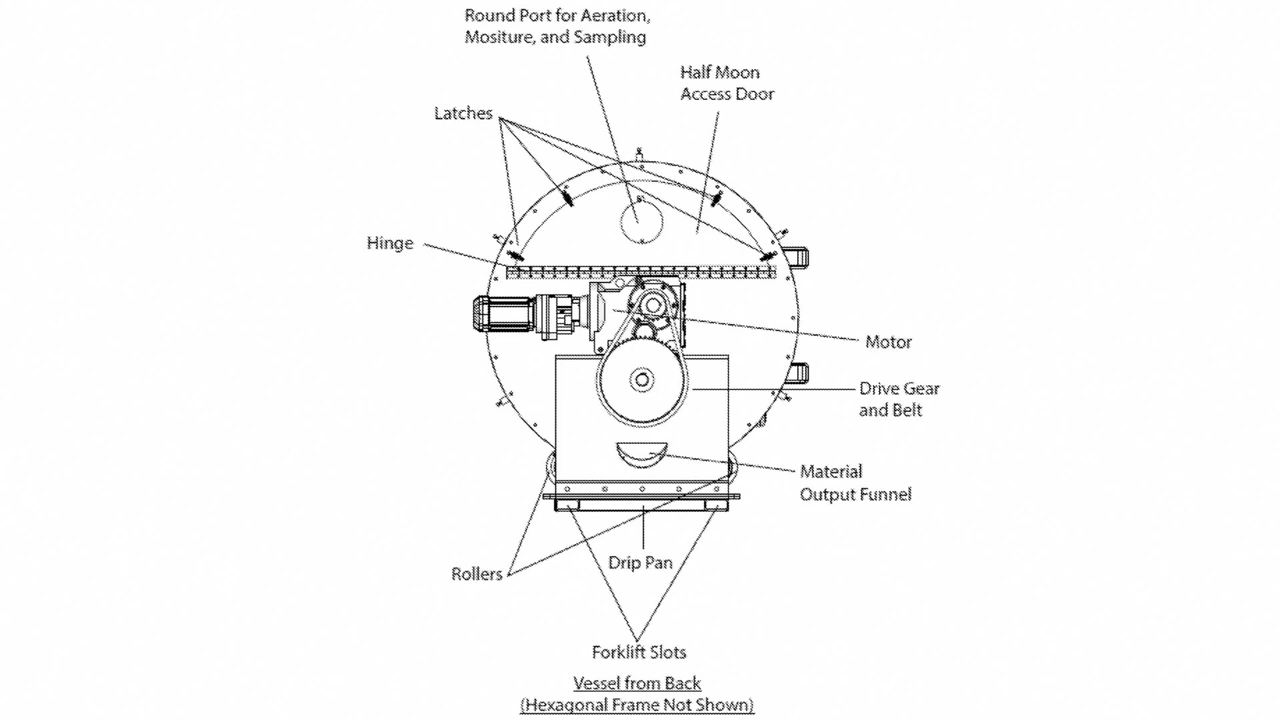 Round Port for Aeration,
Mositure, and Sampling
Half Moon
Access Door
Latches
Hinge
Motor
Drive Gear
and Belt
Material
Output Funnel
Drip Pan
Rollers
Forklift Slots
Vessel from Back
(Hexagonal Frame Not Shown)